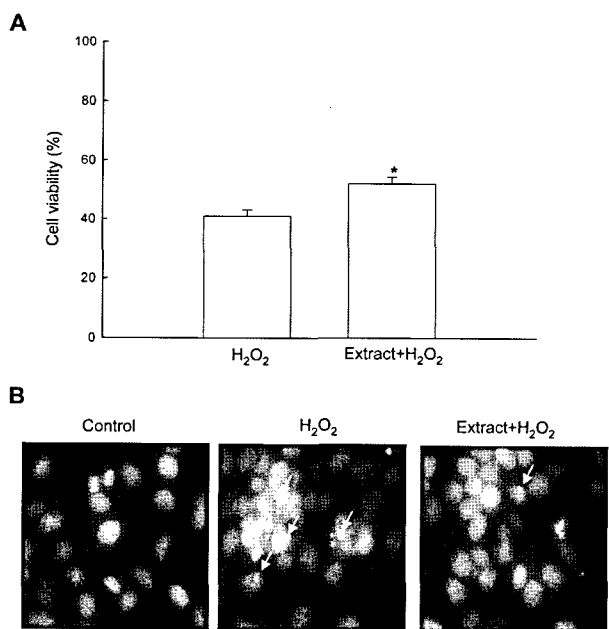 A
Cell viability (%)
100
80
60
40
20
0
*
H₂O₂
Extract+H₂O₂
B
Control
H₂O₂
Extract+H₂O₂